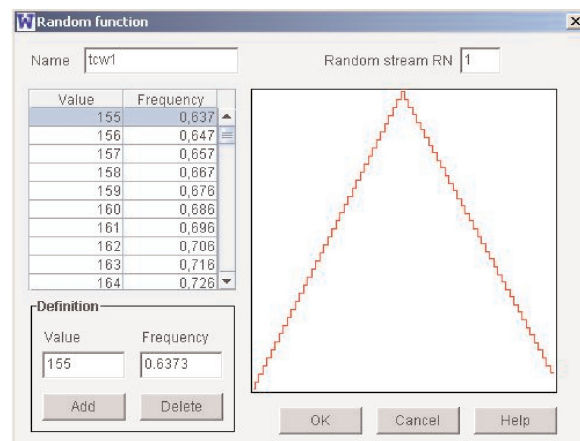 W Random function x
Name tcw1 Random stream RN 1
Value Frequency
155 0,637
156 0,647
157 0,657
158 0,667
159 0,676
160 0,686
161 0,696
162 0,706
163 0,716
164 0,726
Definition
Value Frequency
155 0.6373
Add Delete
OK Cancel Help